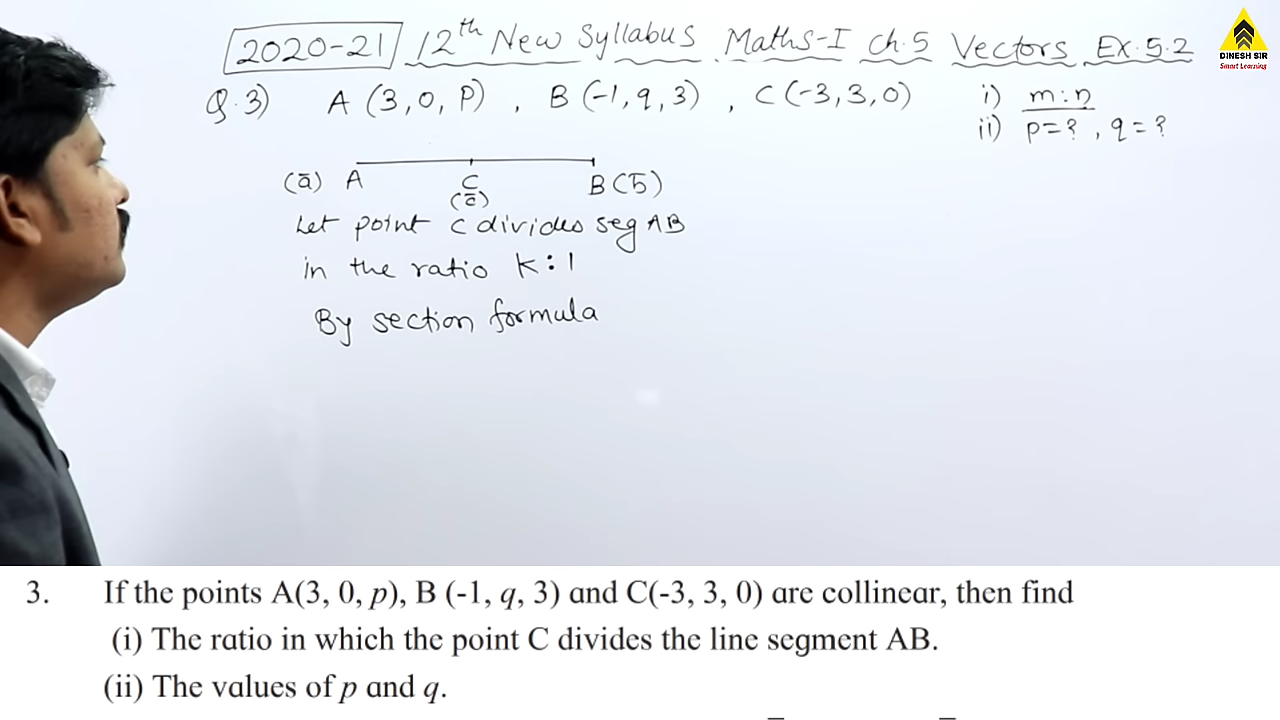 2020-21 12th New Syllabus Maths-I Ch.5 Vectors Ex.5.2
DINESH SIR
Smart Learning
Q.3) A (3,0,P) , B (-1,q,3) , C (-3,3,0) i) m:n
ii) p=? , q=?
(a̅) A C B (b̅)
(c̅)
Let point C divides seg AB
in the ratio K:1
By section formula
3. If the points A(3, 0, p), B (-1, q, 3) and C(-3, 3, 0) are collinear, then find
(i) The ratio in which the point C divides the line segment AB.
(ii) The values of p and q.